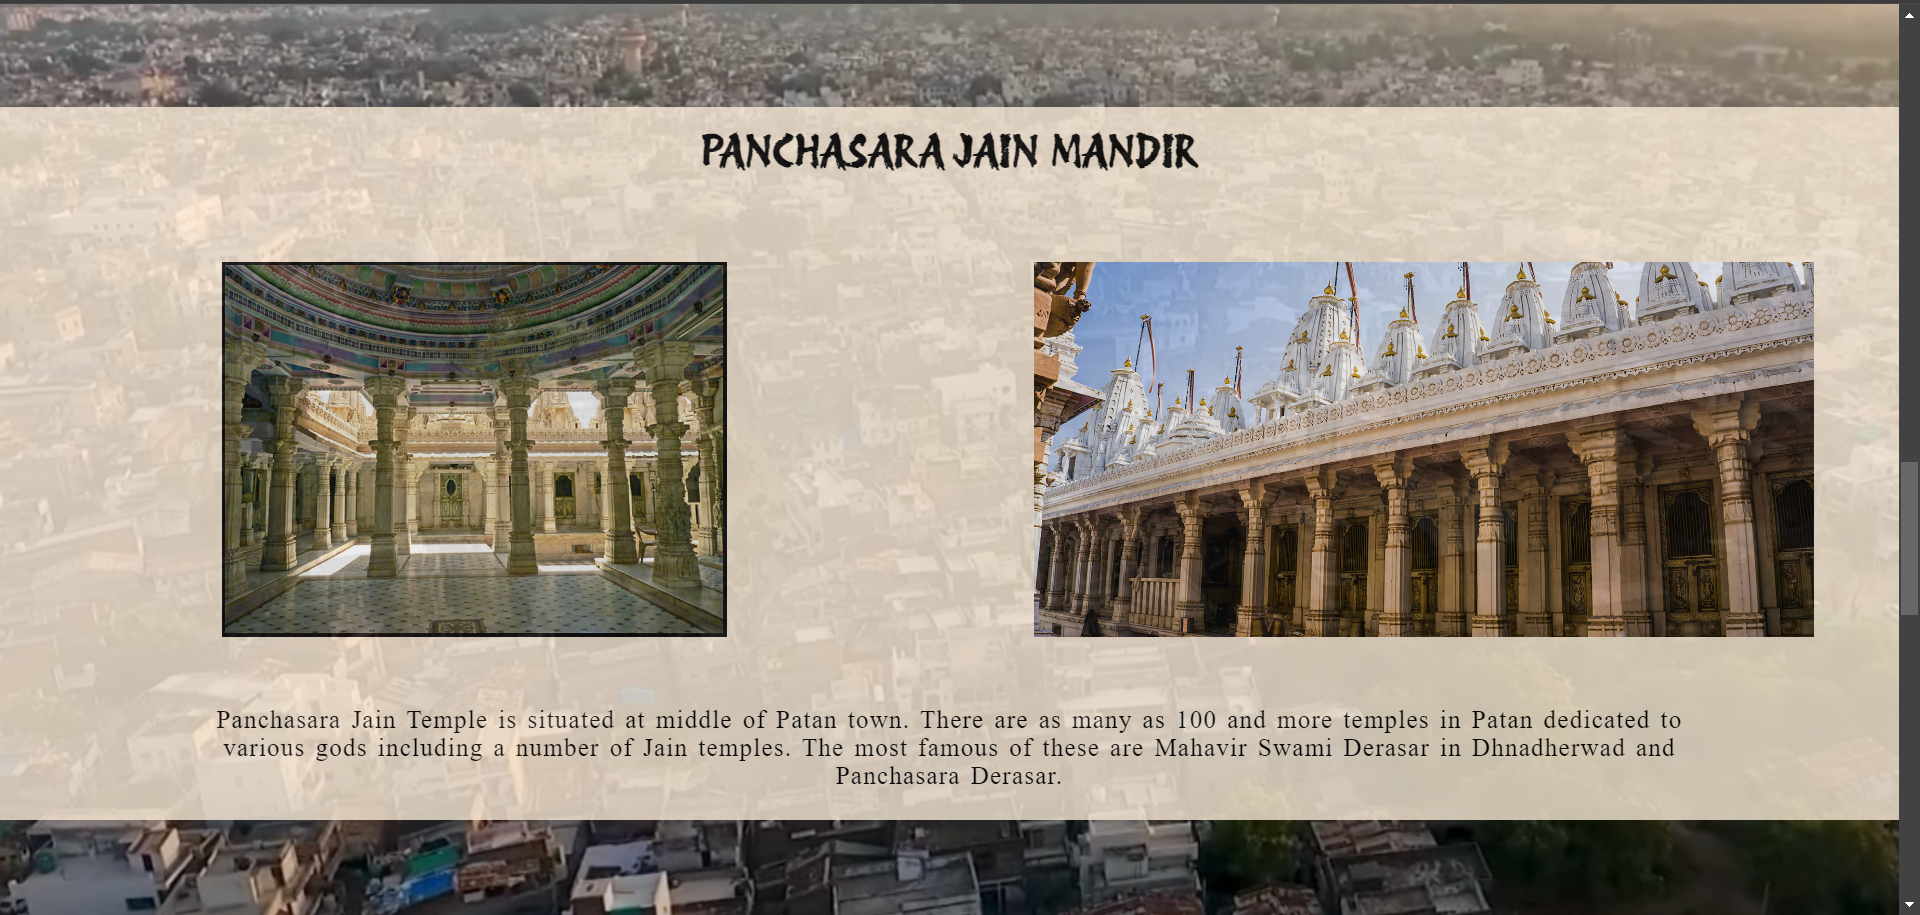 PANCHASARA JAIN MANDIR
Panchasara Jain Temple is situated at middle of Patan town. There are as many as 100 and more temples in Patan dedicated to
various gods including a number of Jain temples. The most famous of these are Mahavir Swami Derasar in Dhnadherwad and
Panchasara Derasar.